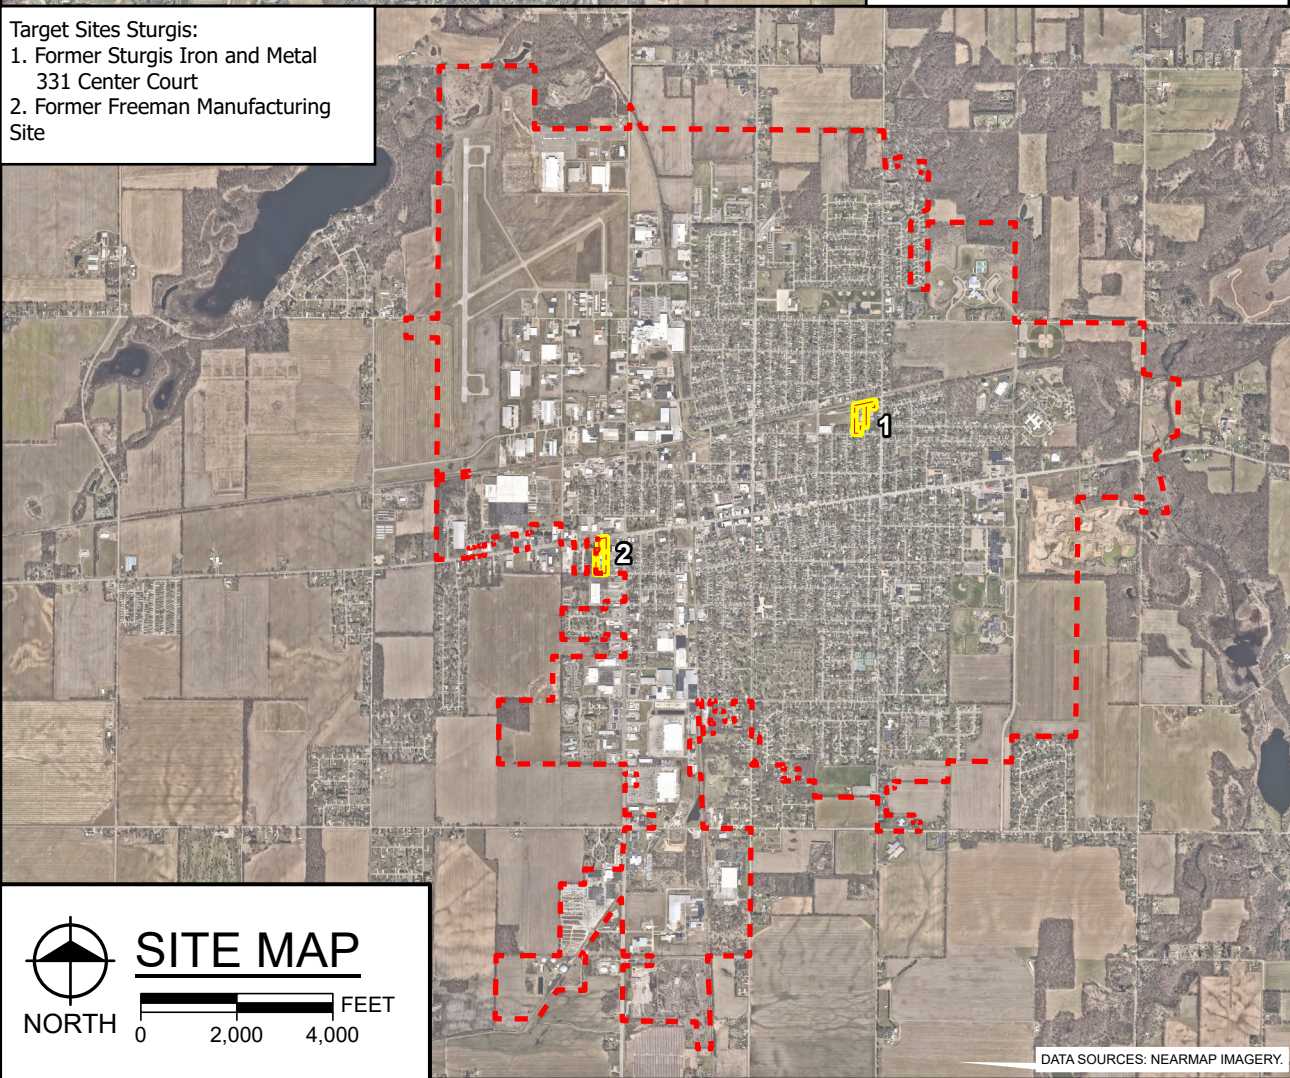 Target Sites Sturgis:
1. Former Sturgis Iron and Metal
331 Center Court
2. Former Freeman Manufacturing
Site
1
2
SITE MAP
NORTH
0 2,000 4,000 FEET
DATA SOURCES: NEARMAP IMAGERY.